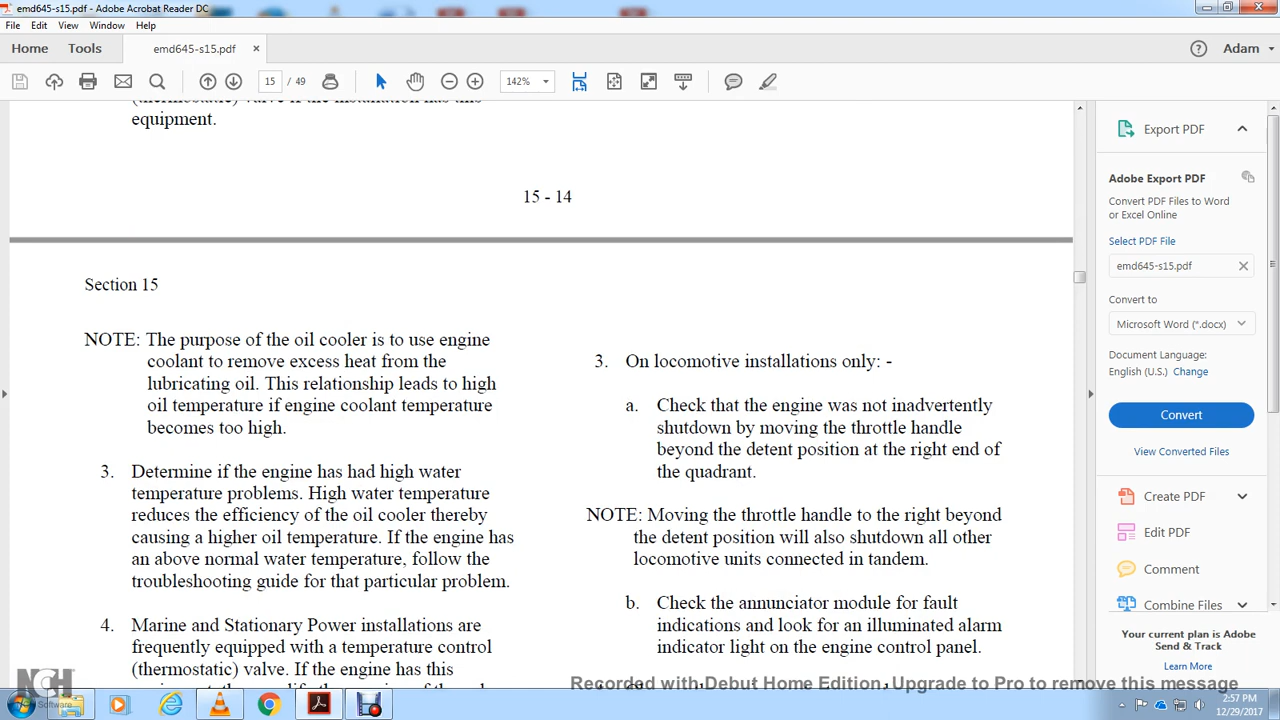 emd645-s15.pdf - Adobe Acrobat Reader DC
File Edit View Window Help
Home Tools emd645-s15.pdf × Adam
15 / 49 142%
(thermostatic) valve if the installation has this
equipment.
15 - 14
Section 15
NOTE: The purpose of the oil cooler is to use engine
coolant to remove excess heat from the
lubricating oil. This relationship leads to high
oil temperature if engine coolant temperature
becomes too high.
3. Determine if the engine has had high water
temperature problems. High water temperature
reduces the efficiency of the oil cooler thereby
causing a higher oil temperature. If the engine has
an above normal water temperature, follow the
troubleshooting guide for that particular problem.
4. Marine and Stationary Power installations are
frequently equipped with a temperature control
(thermostatic) valve. If the engine has this
3. On locomotive installations only: -
a. Check that the engine was not inadvertently
shutdown by moving the throttle handle
beyond the detent position at the right end of
the quadrant.
NOTE: Moving the throttle handle to the right beyond
the detent position will also shutdown all other
locomotive units connected in tandem.
b. Check the annunciator module for fault
indications and look for an illuminated alarm
indicator light on the engine control panel.
Export PDF
Adobe Export PDF
Convert PDF Files to Word
or Excel Online
Select PDF File
emd645-s15.pdf
Convert to
Microsoft Word (*.docx)
Document Language:
English (U.S.) Change
Convert
View Converted Files
Create PDF
Edit PDF
Comment
Combine Files
Your current plan is Adobe
Send & Track
Learn More
NCH
Software
Recorded with Debut Home Edition. Upgrade to Pro to remove this message
2:57 PM
12/29/2017